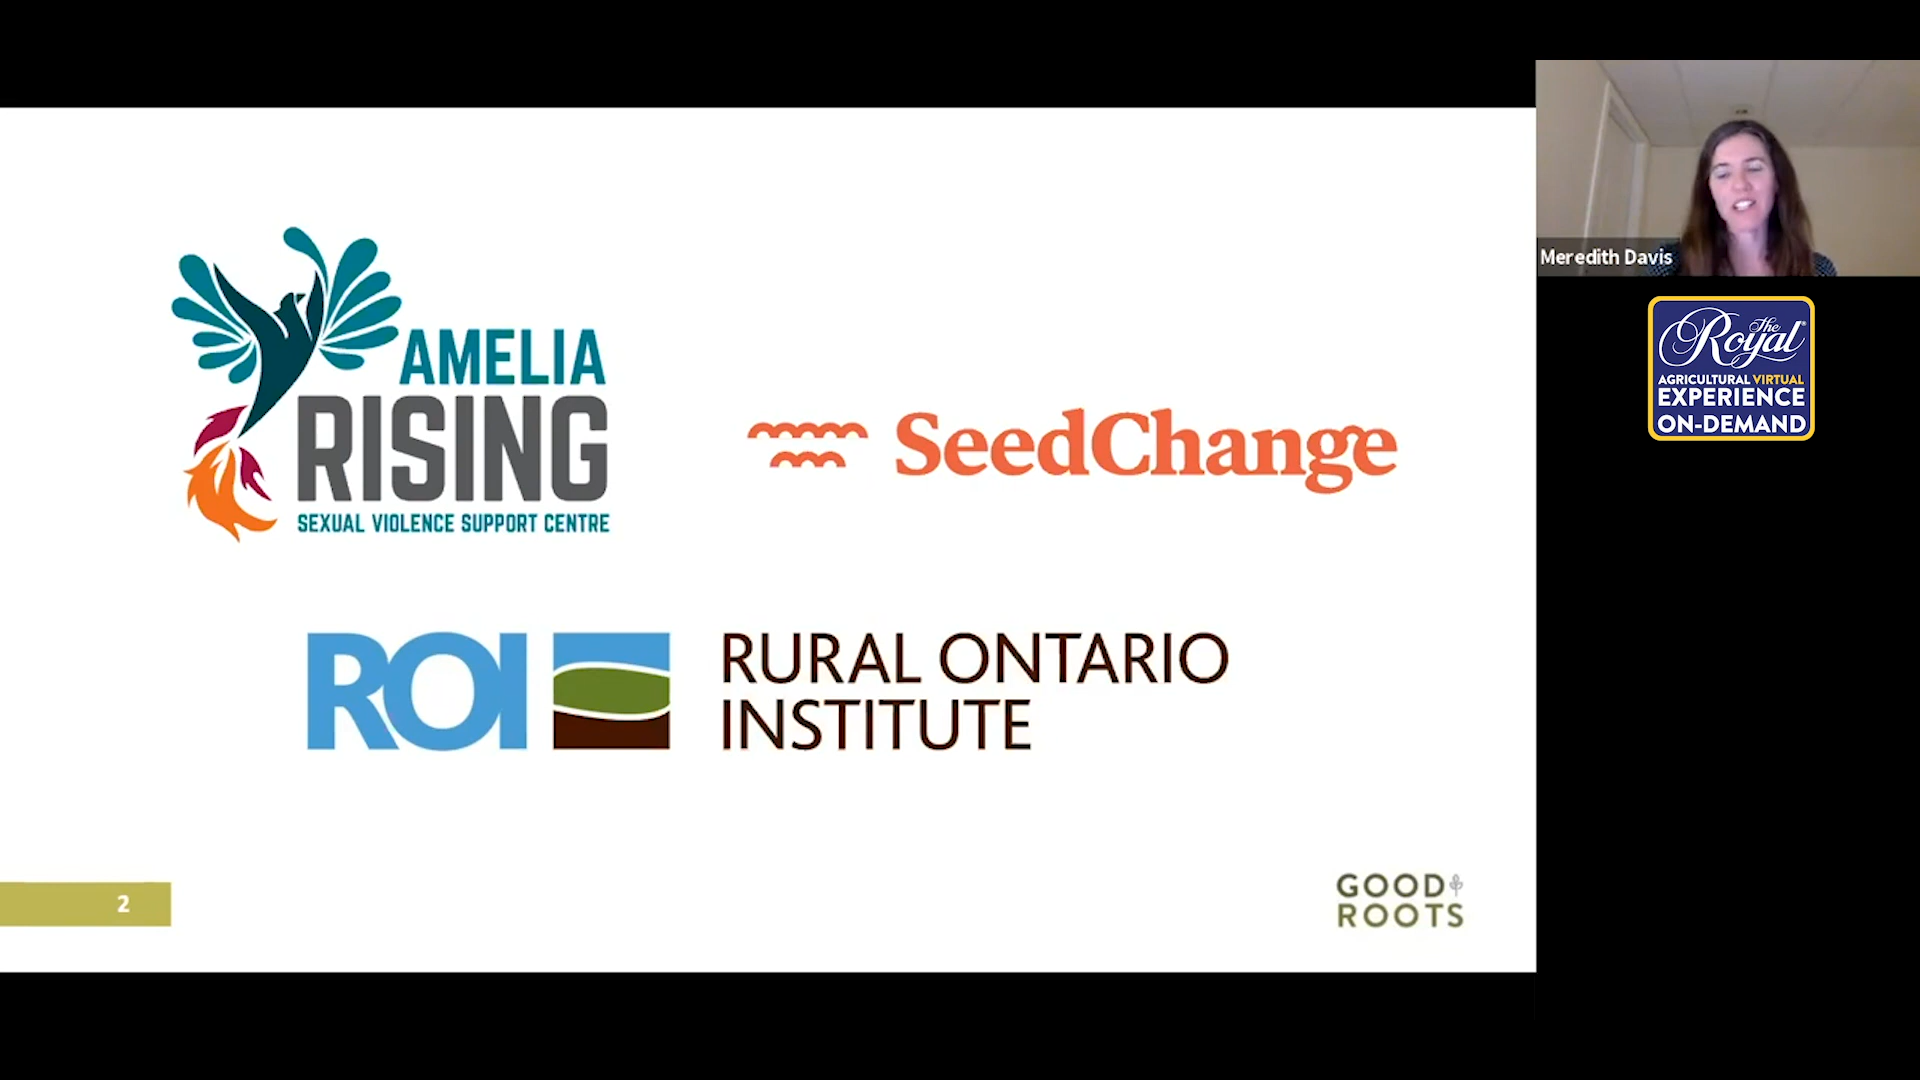 AMELIA
RISING
SEXUAL VIOLENCE SUPPORT CENTRE
SeedChange
ROI
RURAL ONTARIO
INSTITUTE
2
GOOD
ROOTS
Meredith Davis
The
Royal
AGRICULTURAL VIRTUAL
EXPERIENCE
ON-DEMAND